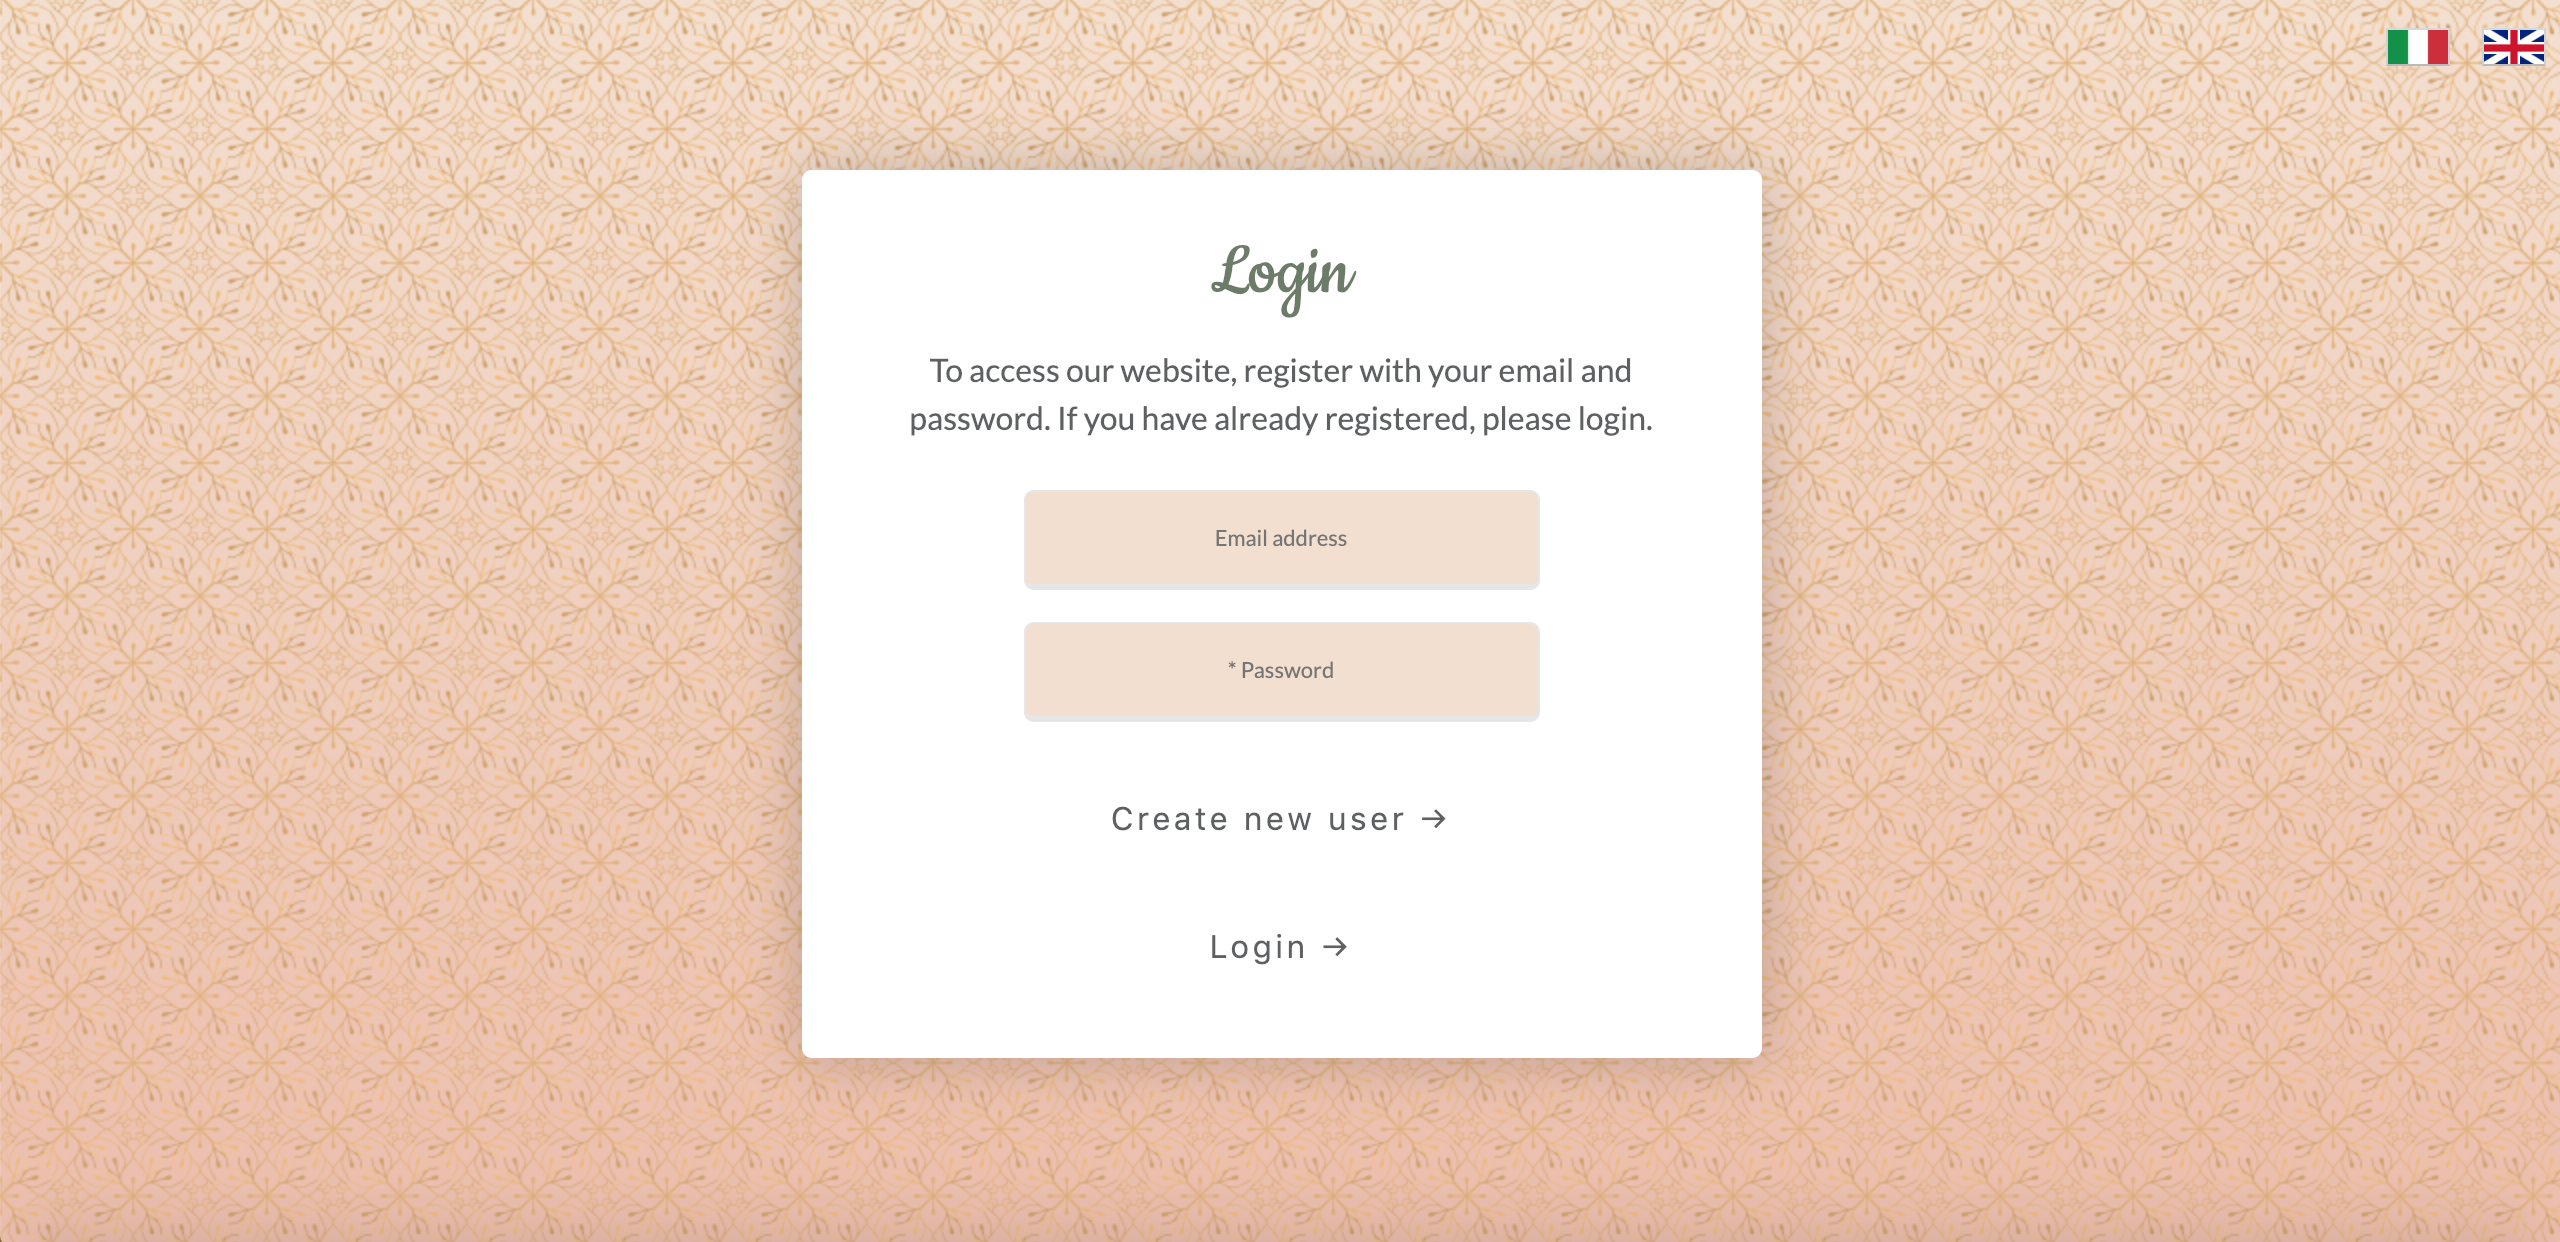 Login
To access our website, register with your email and
password. If you have already registered, please login.
Email address
* Password
Create new user →
Login →